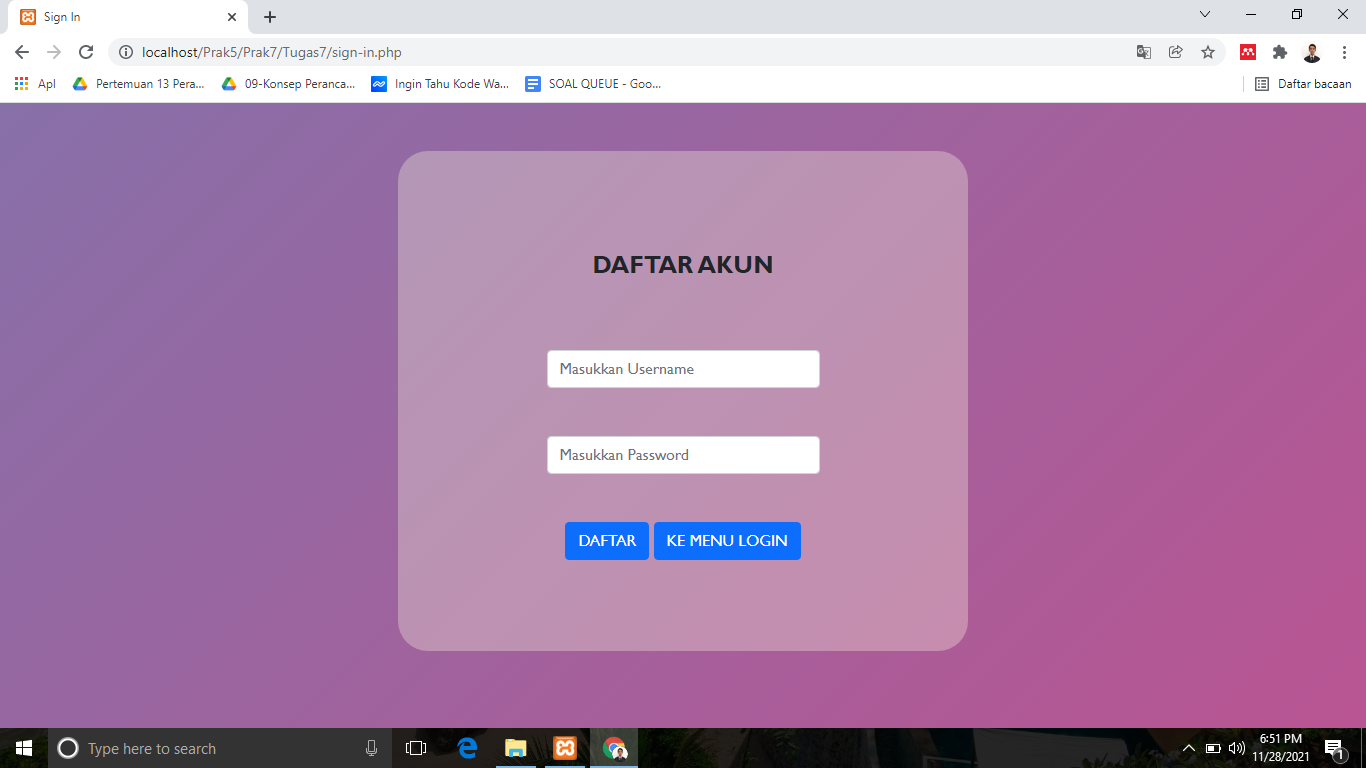 Sign In
localhost/Prak5/Prak7/Tugas7/sign-in.php
Apl
Pertemuan 13 Pera...
09-Konsep Peranca...
Ingin Tahu Kode Wa...
SOAL QUEUE - Goo...
Daftar bacaan
DAFTAR AKUN
Masukkan Username
Masukkan Password
DAFTAR
KE MENU LOGIN
Type here to search
6:51 PM
11/28/2021
1